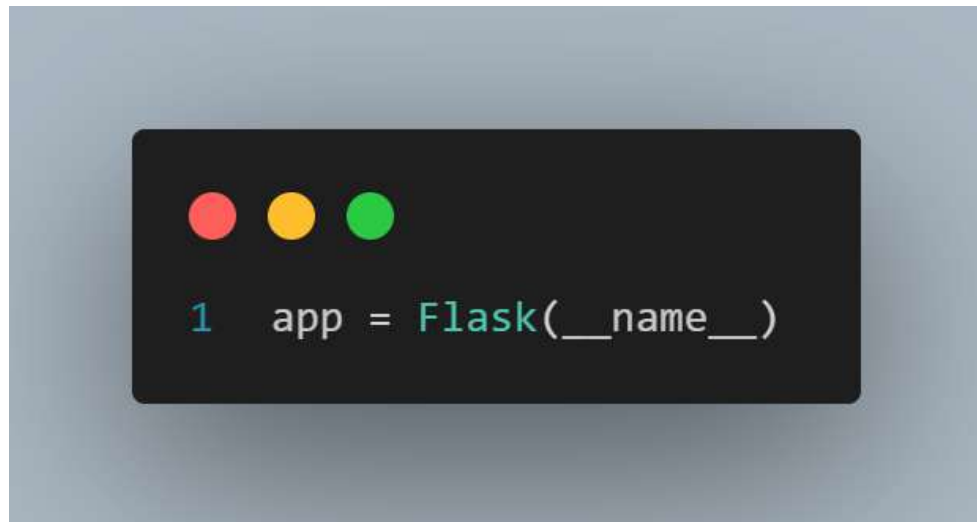 1 app = Flask(__name__)